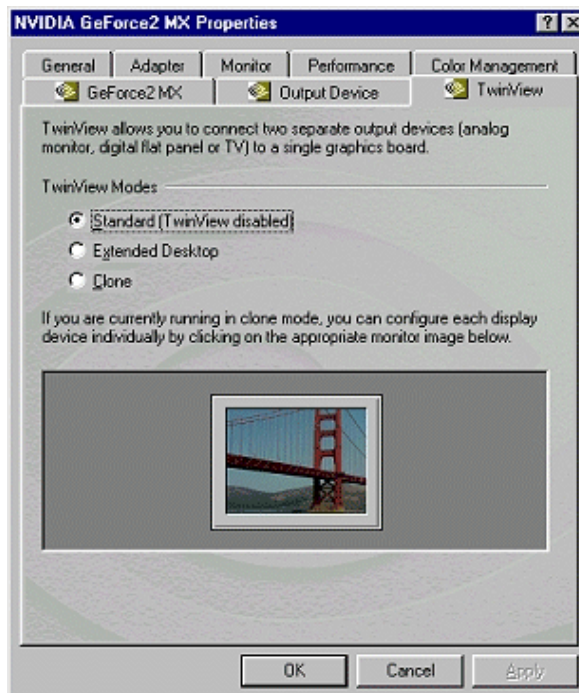 NVIDIA GeForce2 MX Properties
General Adapter Monitor Performance Color Management
GeForce2 MX Output Device TwinView
TwinView allows you to connect two separate output devices (analog
monitor, digital flat panel or TV) to a single graphics board.
TwinView Modes
Standard (TwinView disabled)
Extended Desktop
Clone
If you are currently running in clone mode, you can configure each display
device individually by clicking on the appropriate monitor image below.
OK Cancel Apply